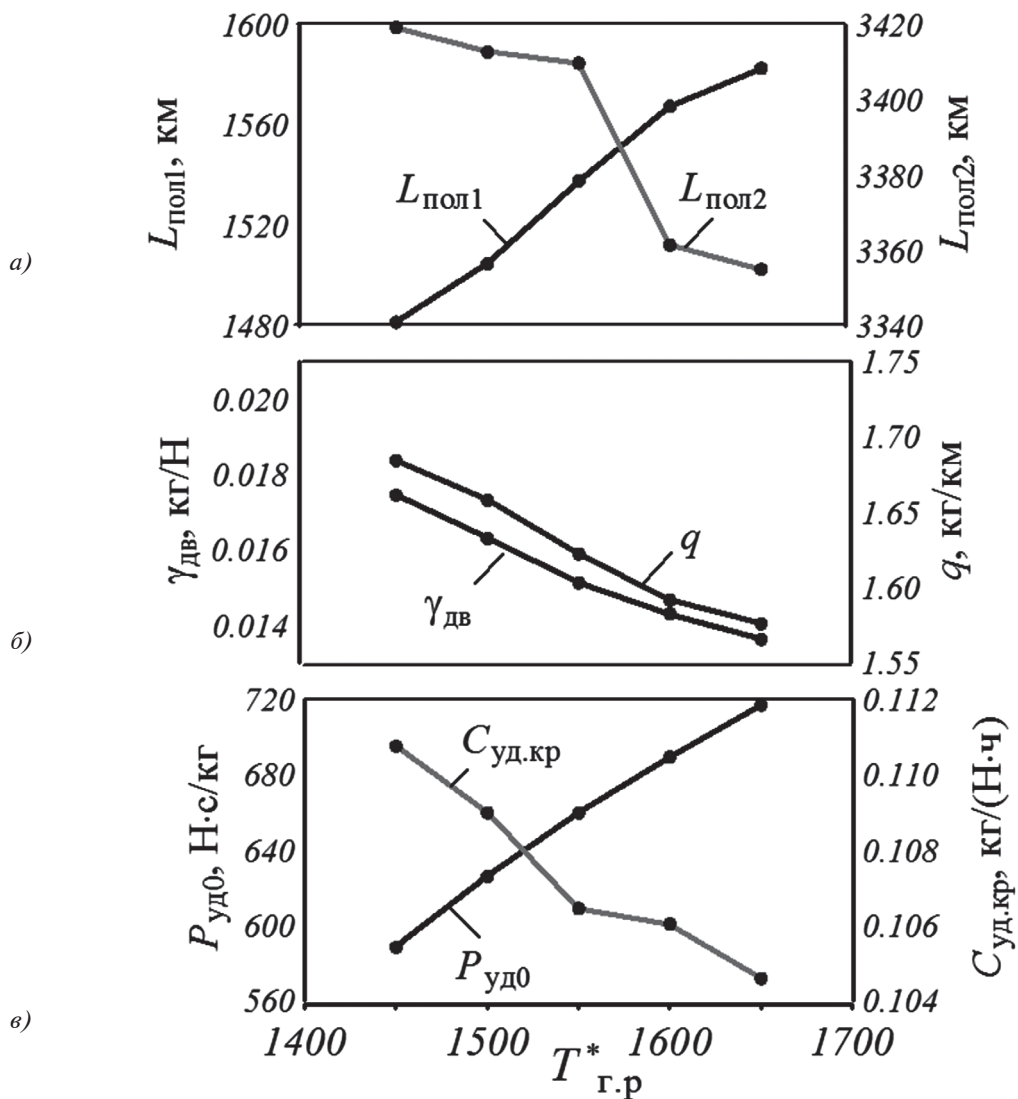 а)
L пол1, км
1600
1560
1520
1480
L пол1
L пол2
3420
3400
3380
3360
3340
L пол2, км
б)
γ дв, кг/Н
0.020
0.018
0.016
0.014
q
γ дв
1.75
1.70
1.65
1.60
1.55
q, кг/км
в)
P уд0, Н·с/кг
720
680
640
600
560
C уд.кр
P уд0
0.112
0.110
0.108
0.106
0.104
C уд.кр, кг/(Н·ч)
1400 1500 1600 1700
T* г.р